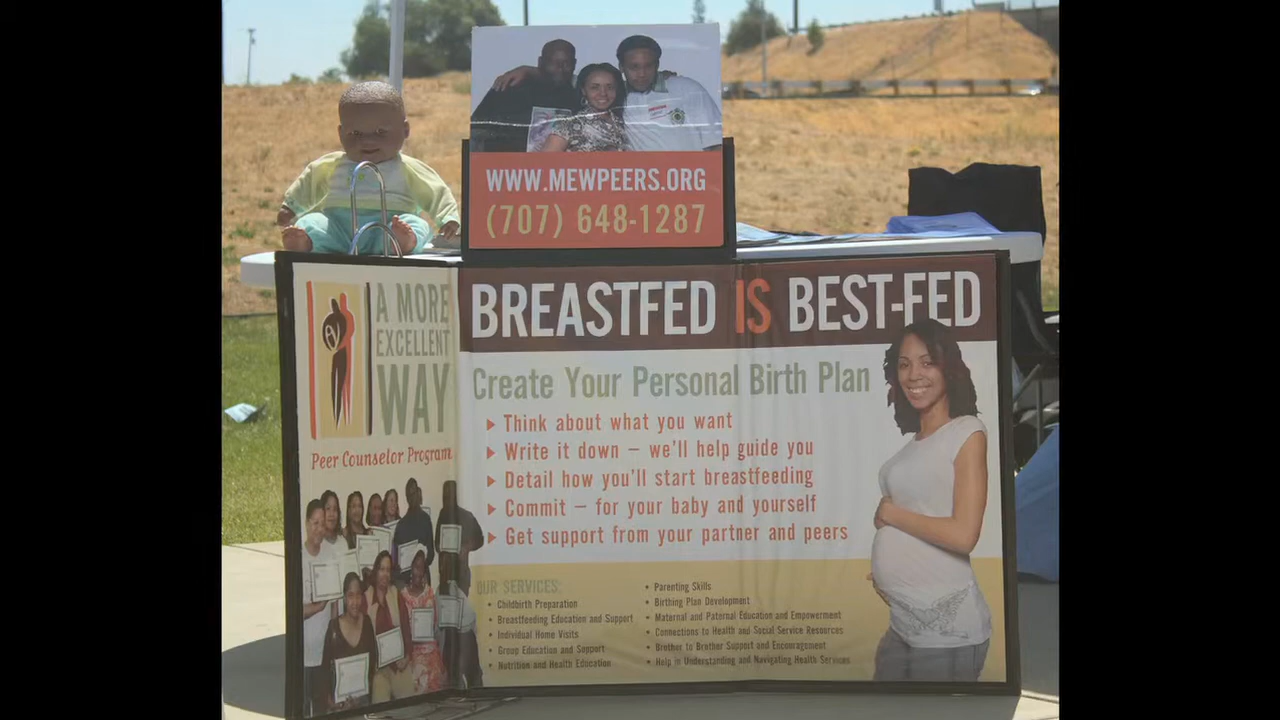 WWW.MEWPEERS.ORG
(707) 648-1287
A MORE
EXCELLENT
WAY
Peer Counselor Program
BREASTFED IS BEST-FED
Create Your Personal Birth Plan
Think about what you want
Write it down – we'll help guide you
Detail how you'll start breastfeeding
Commit – for your baby and yourself
Get support from your partner and peers
OUR SERVICES:
• Childbirth Preparation
• Breastfeeding Education and Support
• Individual Home Visits
• Group Education and Support
• Nutrition and Health Education
• Parenting Skills
• Birthing Plan Development
• Maternal and Paternal Education and Empowerment
• Connections to Health and Social Service Resources
• Brother to Brother Support and Encouragement
• Help in Understanding and Navigating Health Services